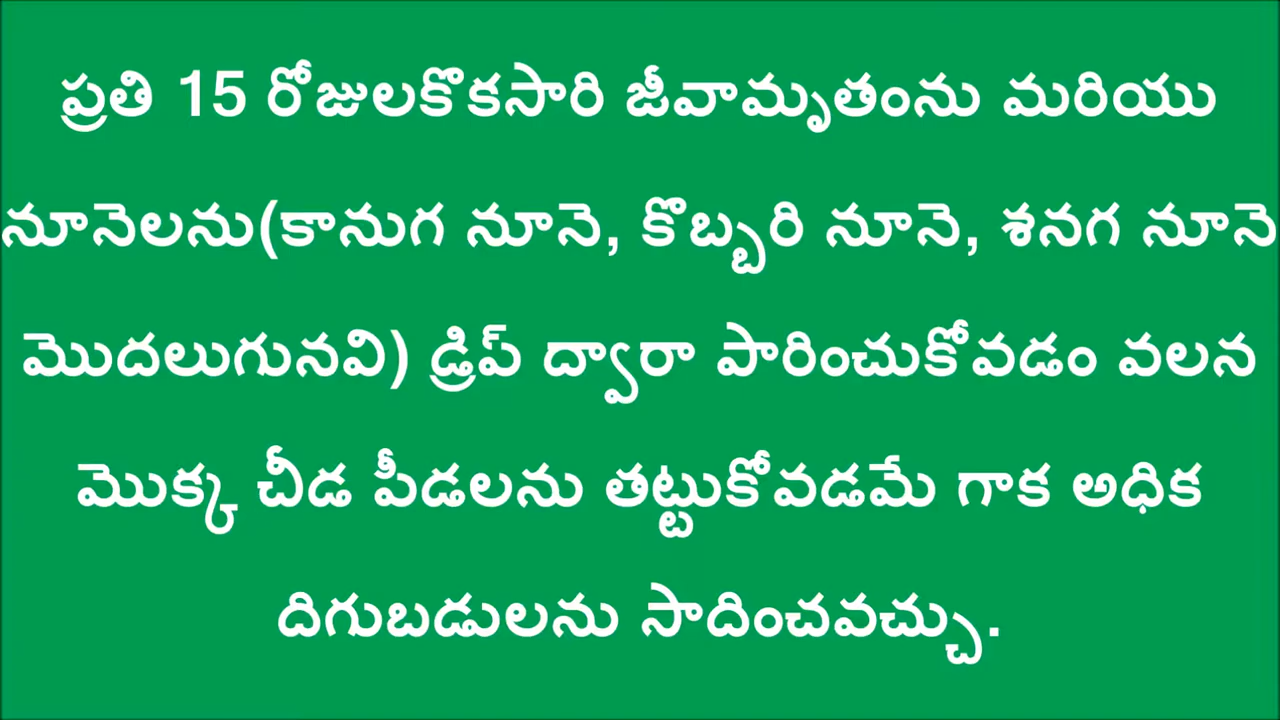 ప్రతి 15 రోజులకొకసారి జీవామృతంను మరియు
నూనెలను(కానుగ నూనె, కొబ్బరి నూనె, శనగ నూనె
మొదలుగునవి) డ్రిప్ ద్వారా పారించుకోవడం వలన
మొక్క చీడ పీడలను తట్టుకోవడమే గాక అధిక
దిగుబడులను సాదించవచ్చు.